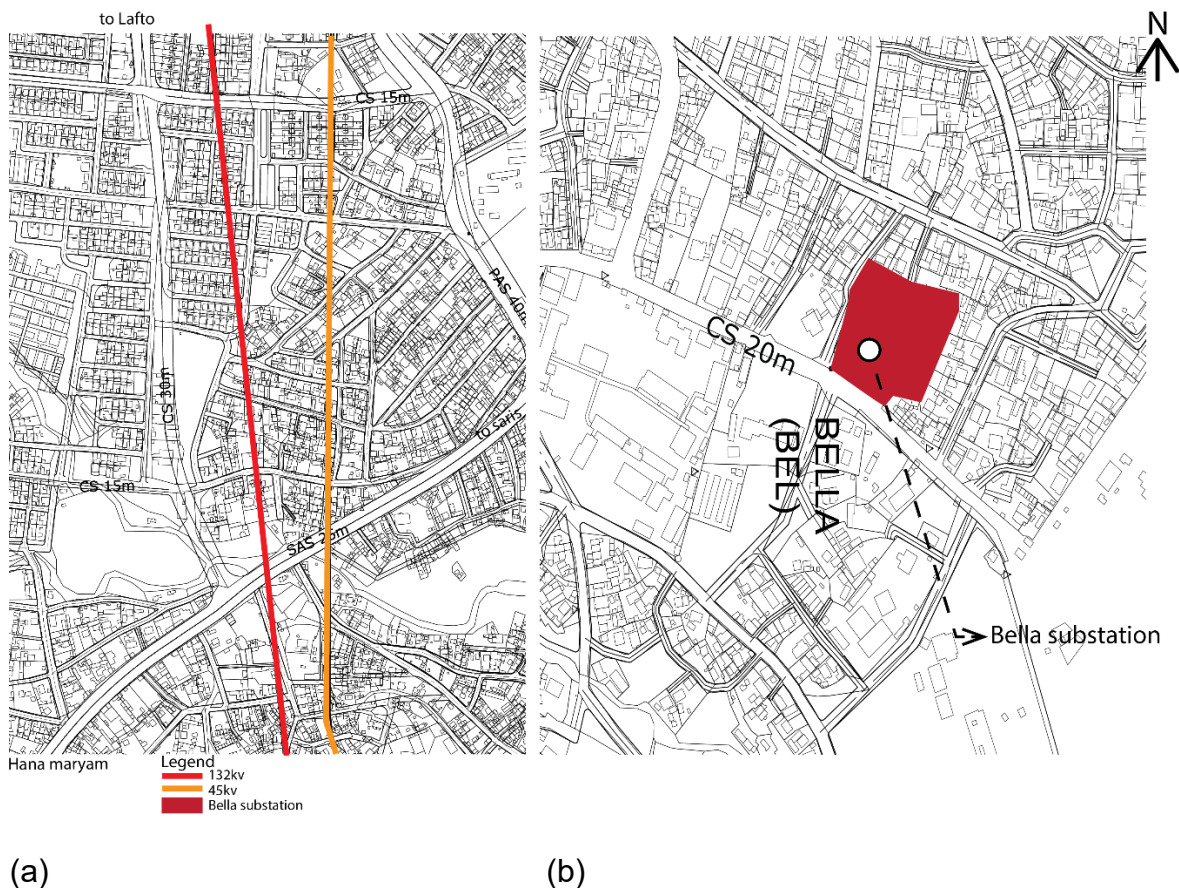 to Lafto
N
CS 15m
PAS 40m
CS 20m
CS 30m
to saris
BELLA
(BEL)
CS 15m
SAS 25m
Bella substation
Hana maryam
Legend
132kv
45kv
Bella substation
(a)
(b)